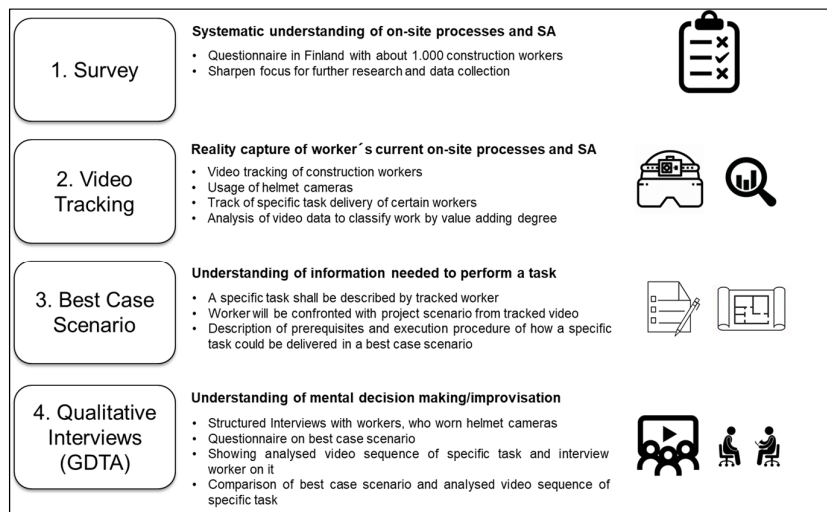 1. Survey
Systematic understanding of on-site processes and SA
• Questionnaire in Finland with about 1.000 construction workers
• Sharpen focus for further research and data collection
2. Video
Tracking
Reality capture of worker´s current on-site processes and SA
• Video tracking of construction workers
• Usage of helmet cameras
• Track of specific task delivery of certain workers
• Analysis of video data to classify work by value adding degree
3. Best Case
Scenario
Understanding of information needed to perform a task
• A specific task shall be described by tracked worker
• Worker will be confronted with project scenario from tracked video
• Description of prerequisites and execution procedure of how a specific
task could be delivered in a best case scenario
4. Qualitative
Interviews
(GDTA)
Understanding of mental decision making/improvisation
• Structured Interviews with workers, who worn helmet cameras
• Questionnaire on best case scenario
• Showing analysed video sequence of specific task and interview
worker on it
• Comparison of best case scenario and analysed video sequence of
specific task